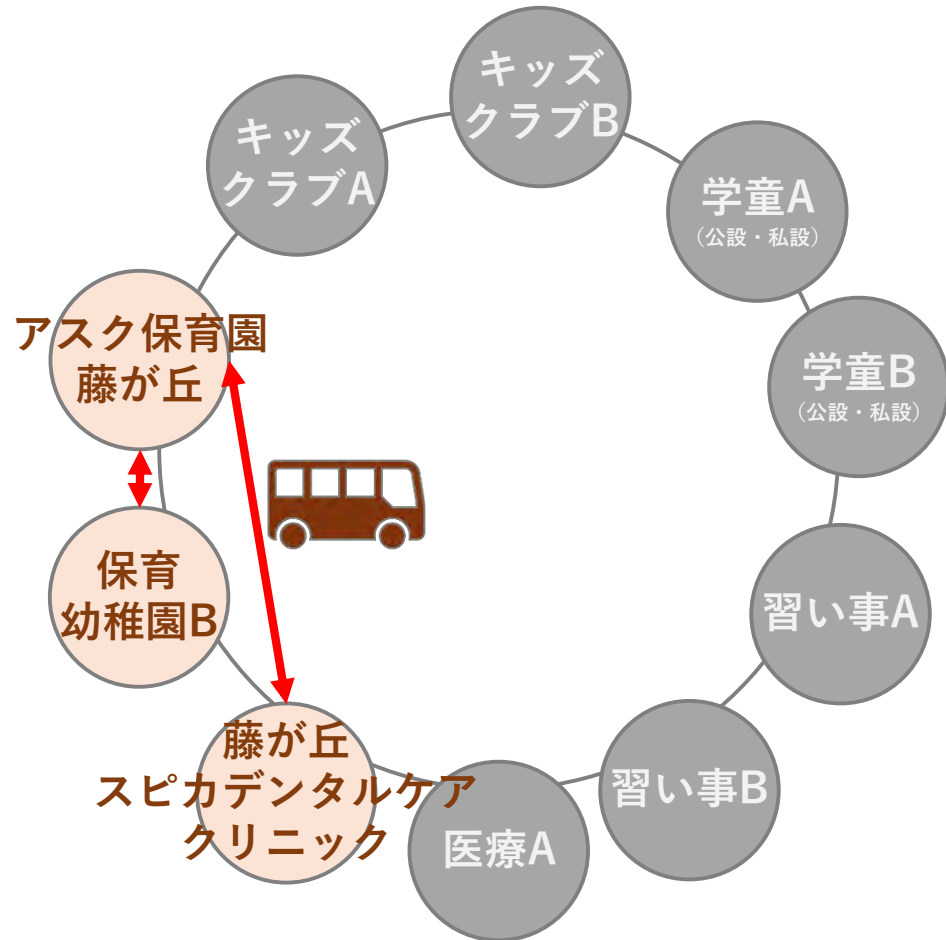 キッズ
クラブB
キッズ
クラブA
学童A
（公設・私設）
アスク保育園
藤が丘
学童B
（公設・私設）
保育
幼稚園B
習い事A
藤が丘
スピカデンタルケア
クリニック
習い事B
医療A